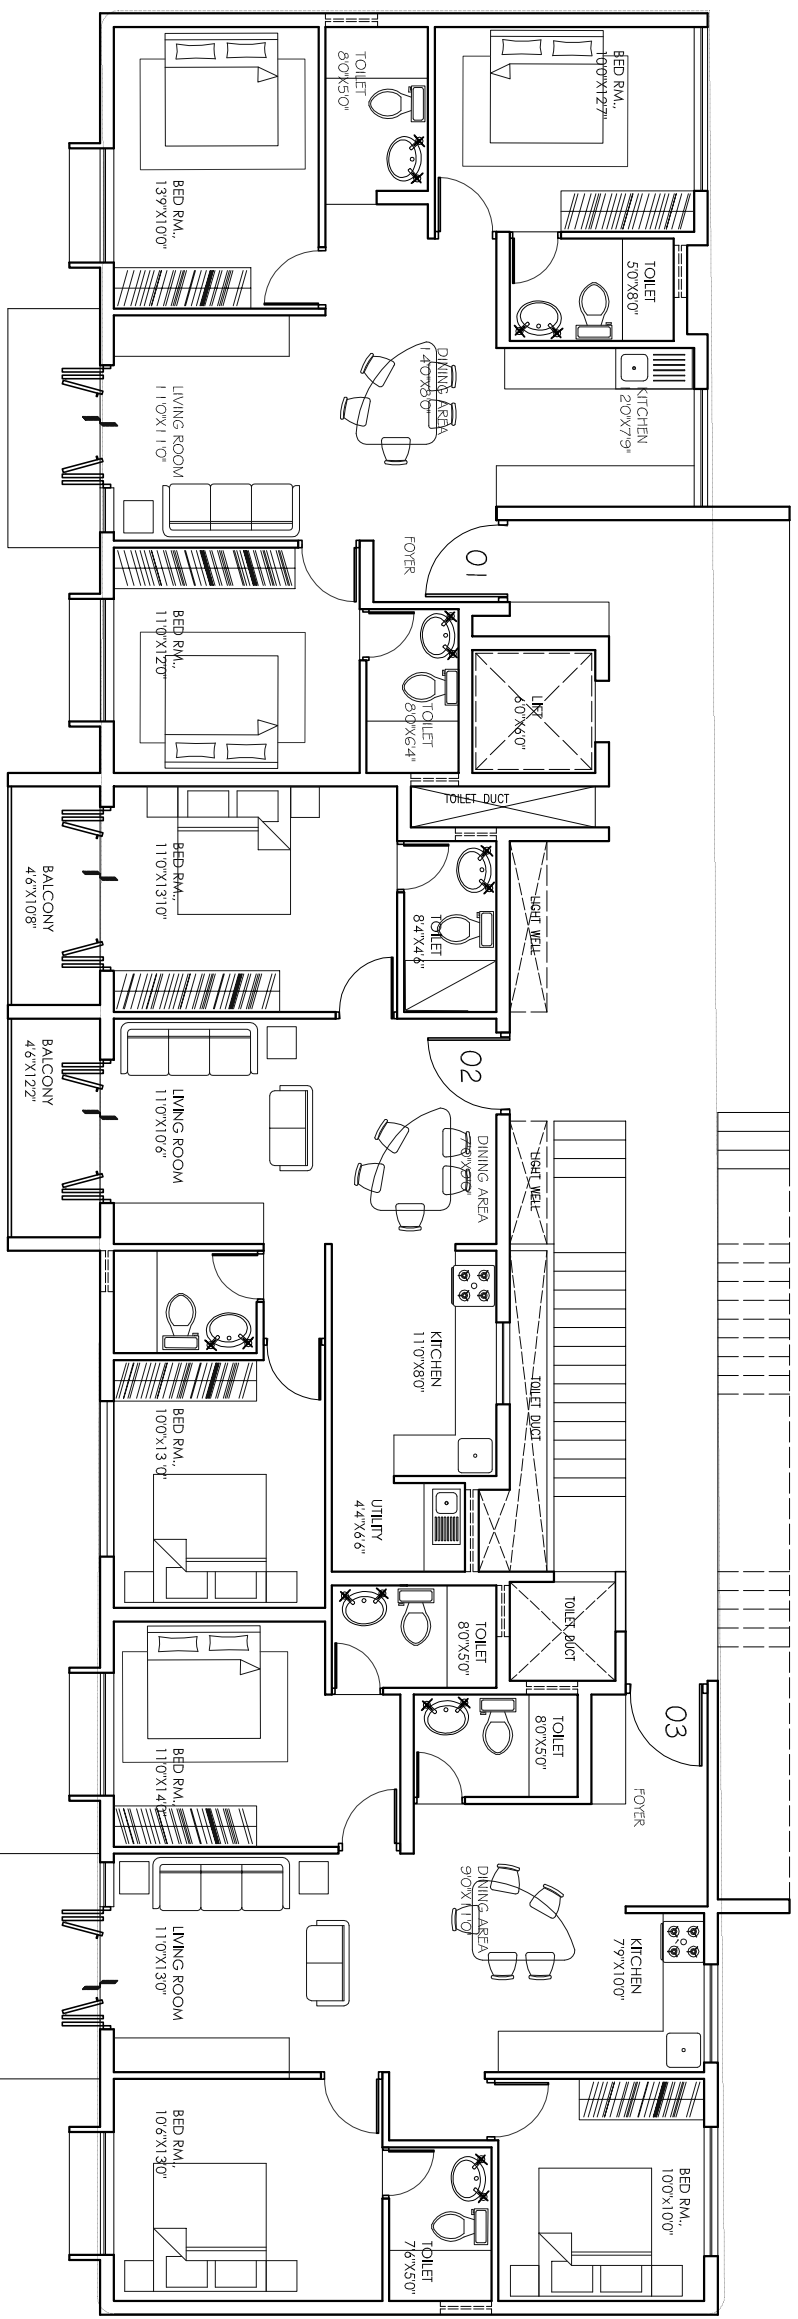 TOILET
8'0"X5'0"
BED RM.,
10'0"X12'7"
BED RM.,
13'9"X10'0"
TOILET
5'0"X8'0"
DINING AREA
14'0"X8'0"
LIVING ROOM
11'0"X11'0"
KITCHEN
12'0"X7'9"
FOYER
01
BED RM.,
11'0"X12'0"
TOILET
8'0"X6'4"
LIFT
6'0"X6'0"
TOILET DUCT
BED RM.,
11'0"X13'10"
BALCONY
4'6"X10'8"
TOILET
8'4"X4'6"
LIGHT WELL
BALCONY
4'6"X12'2"
LIVING ROOM
11'0"X10'6"
02
DINING AREA
LIGHT WELL
KITCHEN
11'0"X8'0"
TOILET DUCT
BED RM.,
10'0"x13'0"
UTILITY
4'4"X6'6"
TOILET
8'0"X5'0"
TOILET DUCT
TOILET
8'0"X5'0"
03
FOYER
BED RM.,
11'0"X14'0"
LIVING ROOM
11'0"X13'0"
DINING AREA
9'0"X11'0"
KITCHEN
7'9"X10'0"
BED RM.,
10'6"X13'0"
TOILET
7'6"X5'0"
BED RM.,
10'0"x10'0"